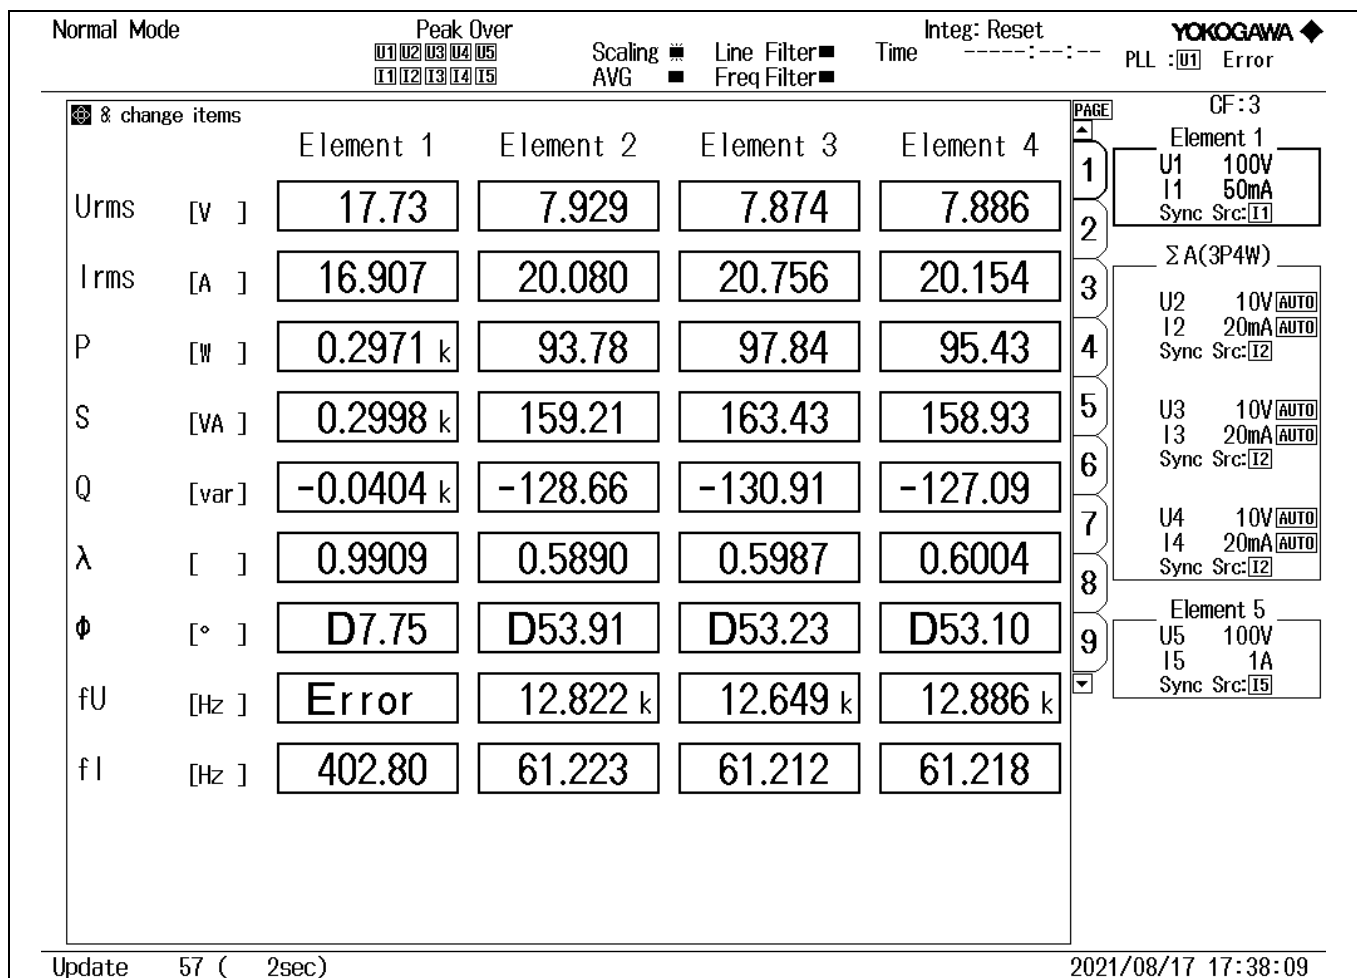 Normal Mode Peak Over Integ: Reset YOKOGAWA
U1 U2 U3 U4 U5 Scaling Line Filter Time -----:--:-- PLL :U1 Error
I1 I2 I3 I4 I5 AVG Freq Filter
& change items PAGE CF:3
Element 1 Element 2 Element 3 Element 4
Urms [V ] 17.73 7.929 7.874 7.886
Irms [A ] 16.907 20.080 20.756 20.154
P [W ] 0.2971 k 93.78 97.84 95.43
S [VA ] 0.2998 k 159.21 163.43 158.93
Q [var] -0.0404 k -128.66 -130.91 -127.09
λ [ ] 0.9909 0.5890 0.5987 0.6004
Φ [° ] D7.75 D53.91 D53.23 D53.10
fU [Hz ] Error 12.822 k 12.649 k 12.886 k
fI [Hz ] 402.80 61.223 61.212 61.218
1
2
3
4
5
6
7
8
9
Element 1
U1 100V
I1 50mA
Sync Src:I1
ΣA(3P4W)
U2 10V AUTO
I2 20mA AUTO
Sync Src:I2
U3 10V AUTO
I3 20mA AUTO
Sync Src:I2
U4 10V AUTO
I4 20mA AUTO
Sync Src:I2
Element 5
U5 100V
I5 1A
Sync Src:I5
Update 57 ( 2sec) 2021/08/17 17:38:09